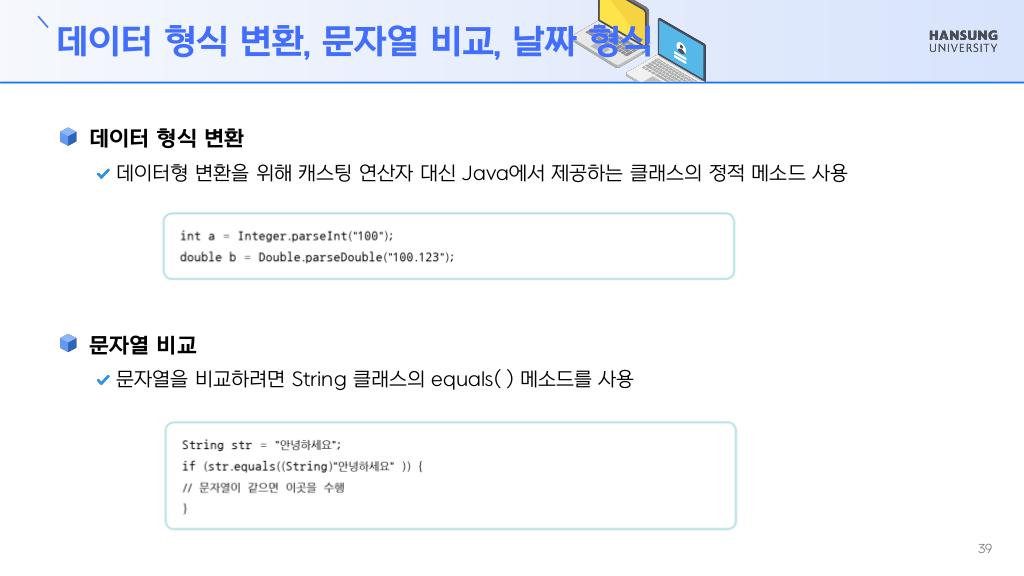 데이터 형식 변환, 문자열 비교, 날짜 형식
HANSUNG
UNIVERSITY
데이터 형식 변환
데이터형 변환을 위해 캐스팅 연산자 대신 Java에서 제공하는 클래스의 정적 메소드 사용
int a = Integer.parseInt("100");
double b = Double.parseDouble("100.123");
문자열 비교
문자열을 비교하려면 String 클래스의 equals( ) 메소드를 사용
String str = "안녕하세요";
if (str.equals((String)"안녕하세요" )) {
// 문자열이 같으면 이곳을 수행
}
39